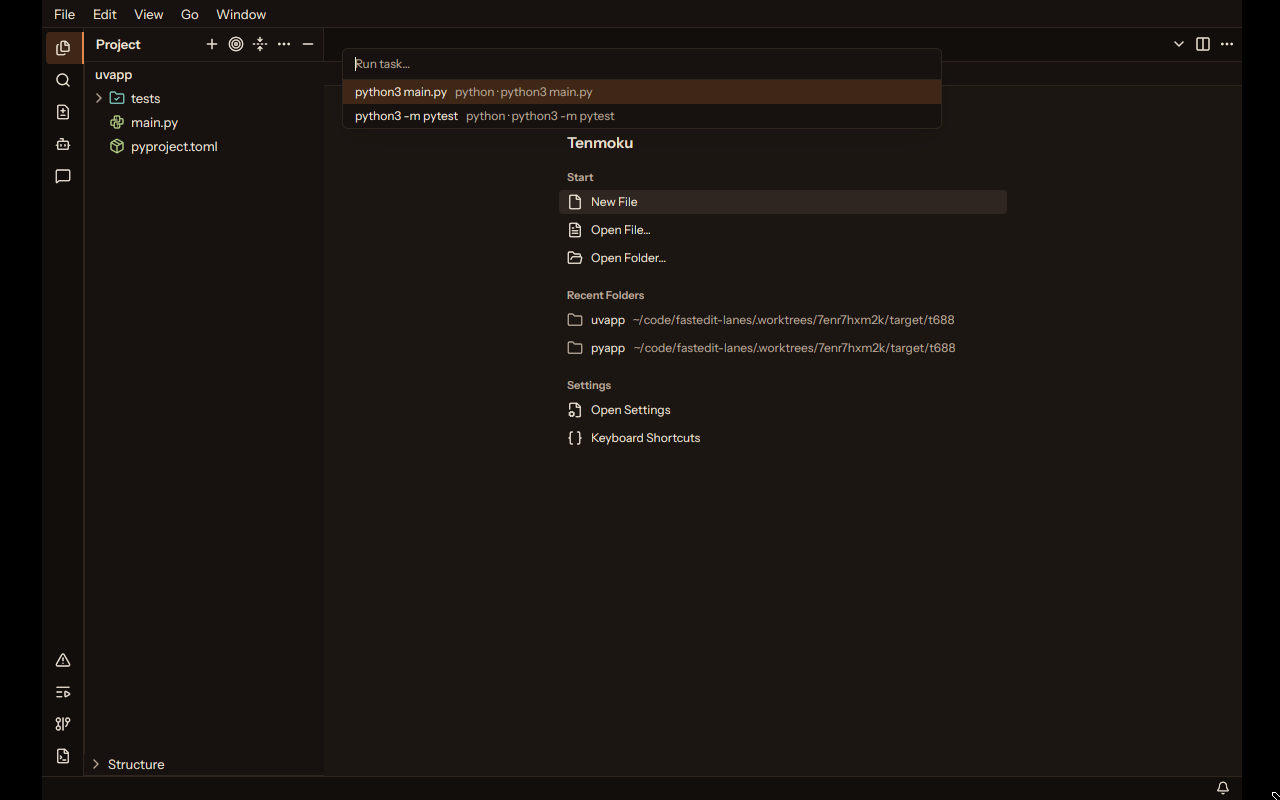 File Edit View Go Window
Project
Run task...
uvapp
python3 main.py python · python3 main.py
tests
python3 -m pytest python · python3 -m pytest
main.py
pyproject.toml
Tenmoku
Start
New File
Open File...
Open Folder...
Recent Folders
uvapp ~/code/fastedit-lanes/.worktrees/7enr7hxm2k/target/t688
pyapp ~/code/fastedit-lanes/.worktrees/7enr7hxm2k/target/t688
Settings
Open Settings
Keyboard Shortcuts
Structure